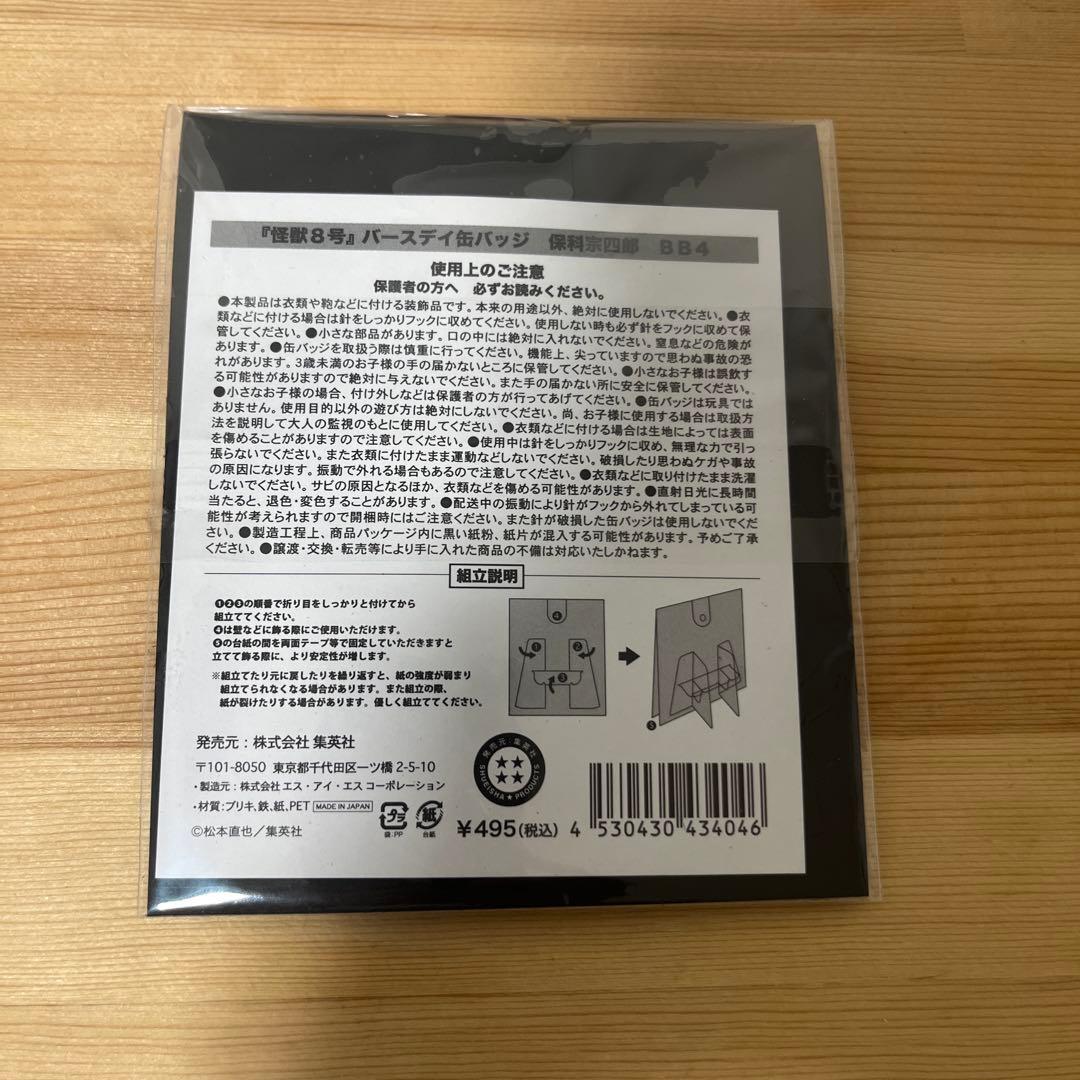 『怪獣8号』バースデイ缶バッジ　保科宗四郎　BB4
使用上のご注意
保護者の方へ　必ずお読みください。
●本製品は衣類や鞄などに付ける装飾品です。本来の用途以外、絶対に使用しないでください。●衣
類などに付ける場合は針をしっかりフックに収めてください。使用しない時も必ず針をフックに収めて保
管してください。●小さな部品があります。口の中には絶対に入れないでください。窒息などの危険が
あります。●缶バッジを取扱う際は慎重に行ってください。機能上、尖っていますので思わぬ事故の恐
れがあります。3歳未満のお子様の手の届かないところに保管してください。●小さなお子様は誤飲す
る可能性がありますので絶対に与えないでください。また手の届かない所に安全に保管してください。
●小さなお子様の場合、付け外しなどは保護者の方が行ってあげてください。●缶バッジは玩具では
ありません。使用目的以外の遊び方は絶対にしないでください。尚、お子様に使用する場合は取扱方
法を説明して大人の監視のもとに使用してください。●衣類などに付ける場合は生地によっては表面
を傷めることがありますので注意してください。●使用中は針をしっかりフックに収め、無理な力で引っ
張らないでください。また衣類に付けたまま運動などしないでください。破損したり思わぬケガや事故
の原因になります。振動で外れる場合もあるので注意してください。●衣類などに取り付けたまま洗濯
しないでください。サビの原因となるほか、衣類などを傷める可能性があります。●直射日光に長時間
当たると、退色・変色することがあります。●配送中の振動により針がフックから外れてしまっている可
能性が考えられますので開梱時にはご注意ください。また針が破損した缶バッジは使用しないでくださ
い。●製造工程上、商品パッケージ内に黒い紙粉、紙片が混入する可能性があります。予めご了承
ください。●譲渡・交換・転売等により手に入れた商品の不備は対応いたしかねます。
組立説明
❶❷❸の順番で折り目をしっかりと付けてから
組立ててください。
❹は壁などに飾る際にご使用いただけます。
❺の台紙の間を両面テープ等で固定していただきますと
立てて飾る際に、より安定性が増します。
※組立てたり元に戻したりを繰り返すと、紙の強度が弱まり
組立てられなくなる場合があります。また組立の際、
紙が裂けたりする場合があります。優しく組立ててください。
❹
❶
❷
❸
❺
発売元：株式会社 集英社
〒101-8050 東京都千代田区一ツ橋 2-5-10
・製造元：株式会社 エス・アイ・エス コーポレーション
・材質：ブリキ、鉄、紙、PET MADE IN JAPAN
©松本直也／集英社
発売元：集英社
SHUEISHA★PRODUCTS
プラ
袋:PP
紙
台紙
¥495(税込)
4 530430 434046